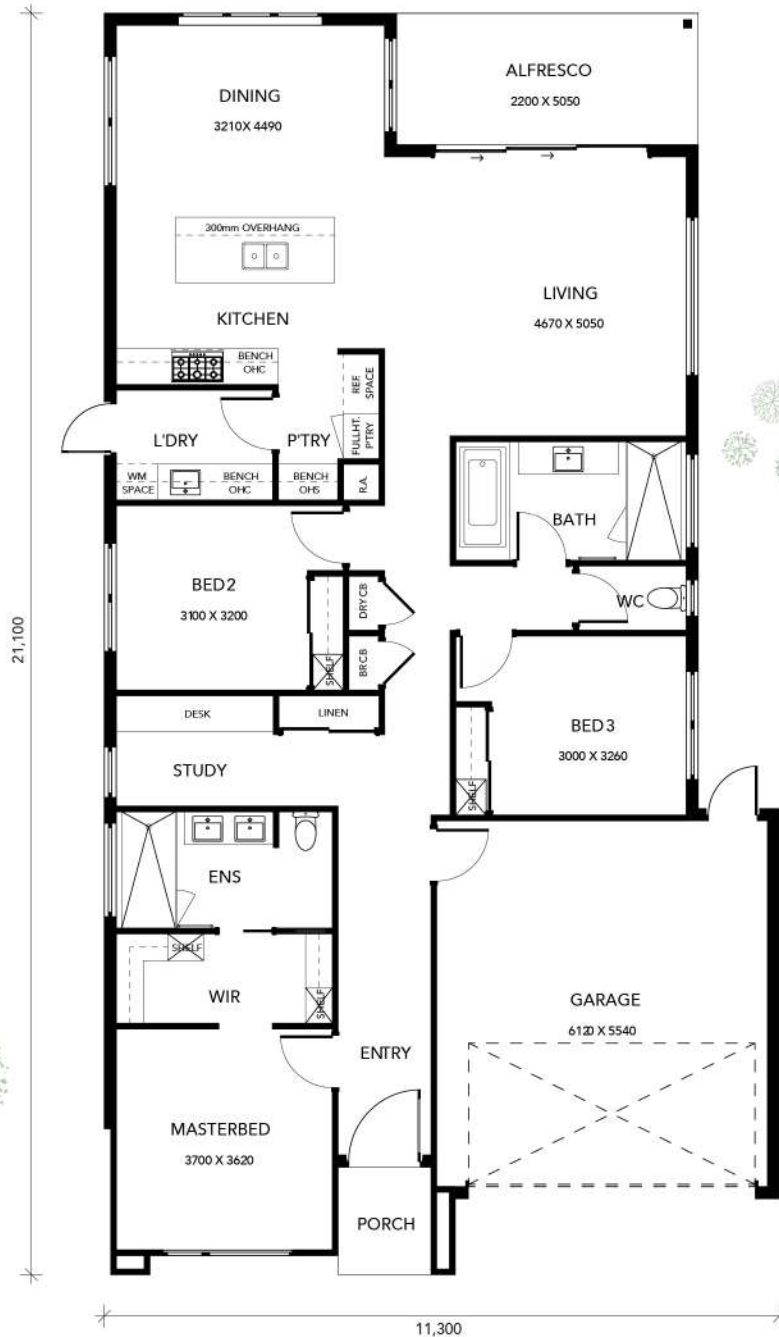 ALFRESCO
2200 X 5050
DINING
3210X 4490
300mm OVERHANG
KITCHEN
LIVING
4670 X 5050
BENCH
OHC
REF.
SPACE
L'DRY
P'TRY
FULLHT.
P'TRY
WM
SPACE
BENCH
OHC
BENCH
OHS
R.A.
BATH
BED 2
3100 X 3200
DRY CB
WC
BR CB
SHELF
21,100
DESK
LINEN
BED 3
3000 X 3260
STUDY
SHELF
ENS
SHELF
WIR
SHELF
GARAGE
6120 X 5540
ENTRY
MASTERBED
3700 X 3620
PORCH
11,300